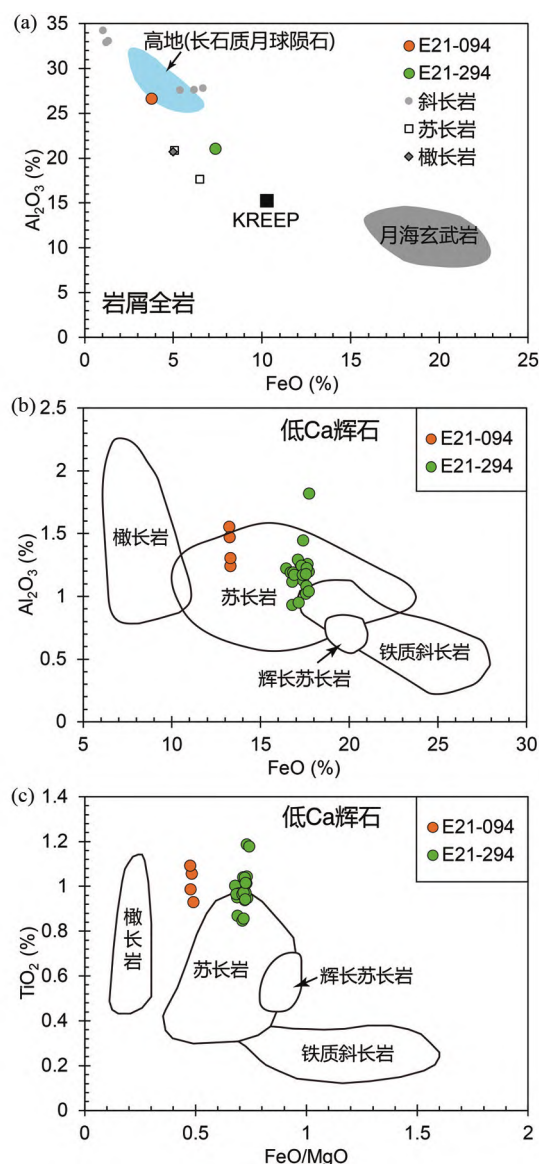 (a)
35
30
25
20
15
10
5
0
Al₂O₃ (%)
高地(长石质月球陨石)
E21-094
E21-294
斜长岩
苏长岩
橄长岩
KREEP
月海玄武岩
岩屑全岩
0 5 10 15 20 25
FeO (%)
(b)
2.5
2
1.5
1
0.5
0
Al₂O₃ (%)
低Ca辉石
E21-094
E21-294
橄长岩
苏长岩
辉长苏长岩
铁质斜长岩
5 10 15 20 25 30
FeO (%)
(c)
1.4
1.2
1
0.8
0.6
0.4
0.2
0
TiO₂ (%)
低Ca辉石
E21-094
E21-294
橄长岩
苏长岩
辉长苏长岩
铁质斜长岩
0 0.5 1 1.5 2
FeO/MgO